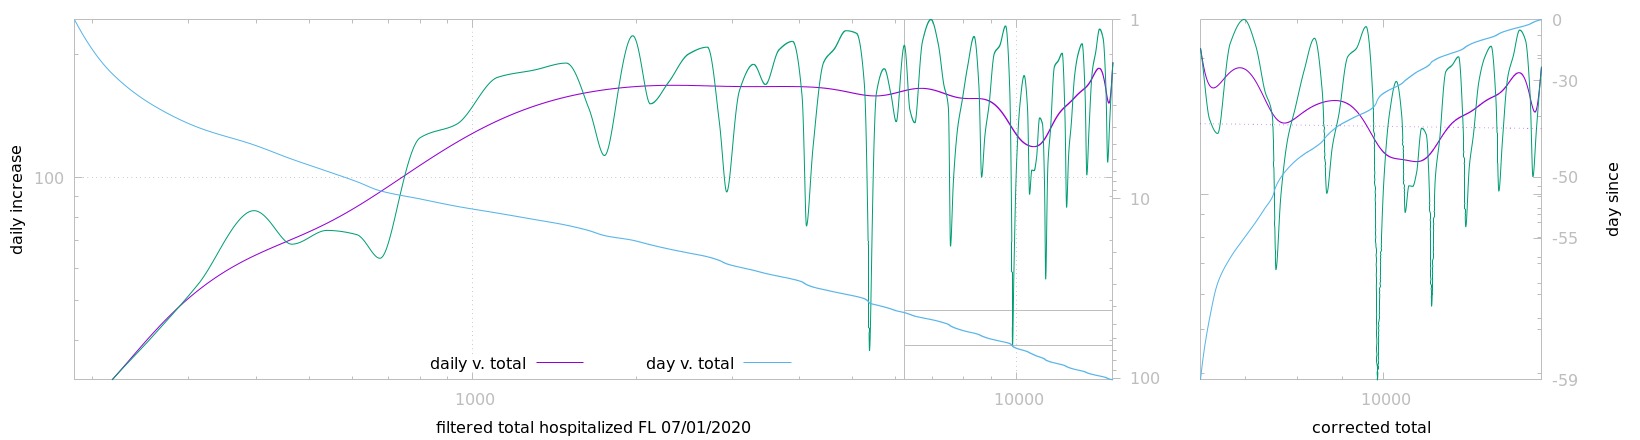 1
0
100
-30
-50
10
-55
daily increase
day since
daily v. total
day v. total
100
-59
1000
10000
10000
filtered total hospitalized FL 07/01/2020
corrected total